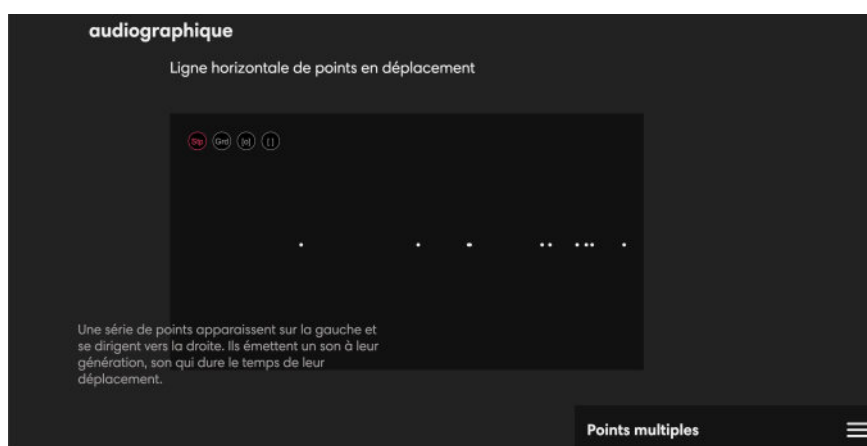 audiographique
Ligne horizontale de points en déplacement
Stp Grd [o] [ ]
Une série de points apparaissent sur la gauche et
se dirigent vers la droite. Ils émettent un son à leur
génération, son qui dure le temps de leur
déplacement.
Points multiples